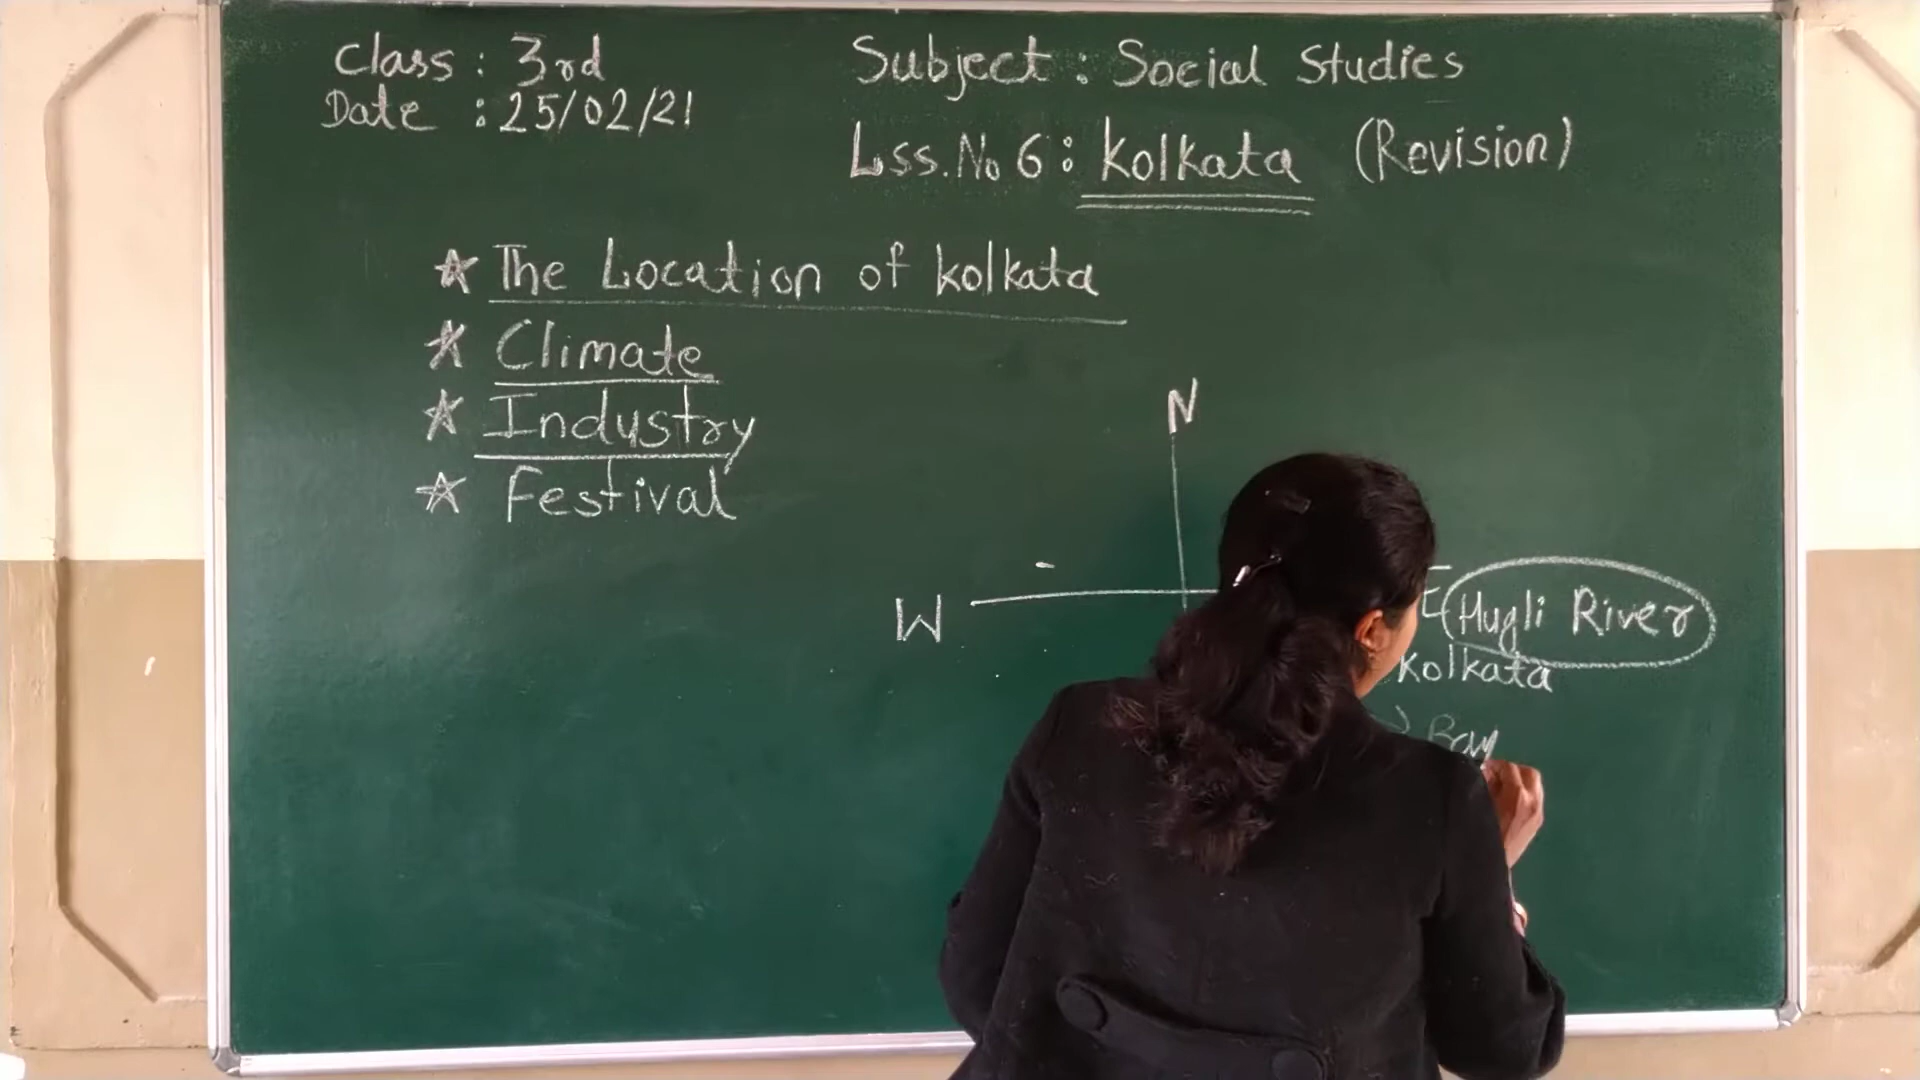 Class : 3rd
Date : 25/02/21
Subject : Social Studies
Lss. No 6 : Kolkata (Revision)
The Location of Kolkata
Climate
Industry
Festival
N
W
E Hugli River
Kolkata
Bay